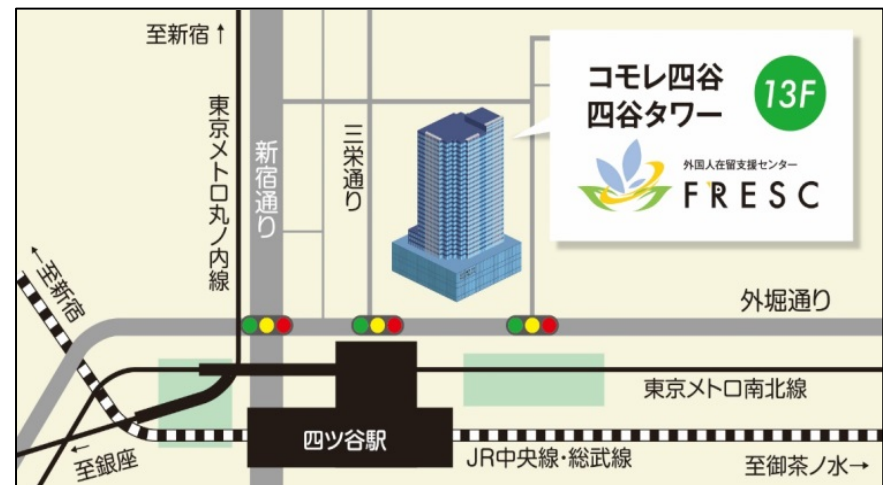 至新宿↑
東京メトロ丸ノ内線
新宿通り
三栄通り
コモレ四谷
四谷タワー
13F
外国人在留支援センター
FRESC
←至新宿
外堀通り
東京メトロ南北線
四ツ谷駅
JR中央線・総武線
←至銀座
至御茶ノ水→